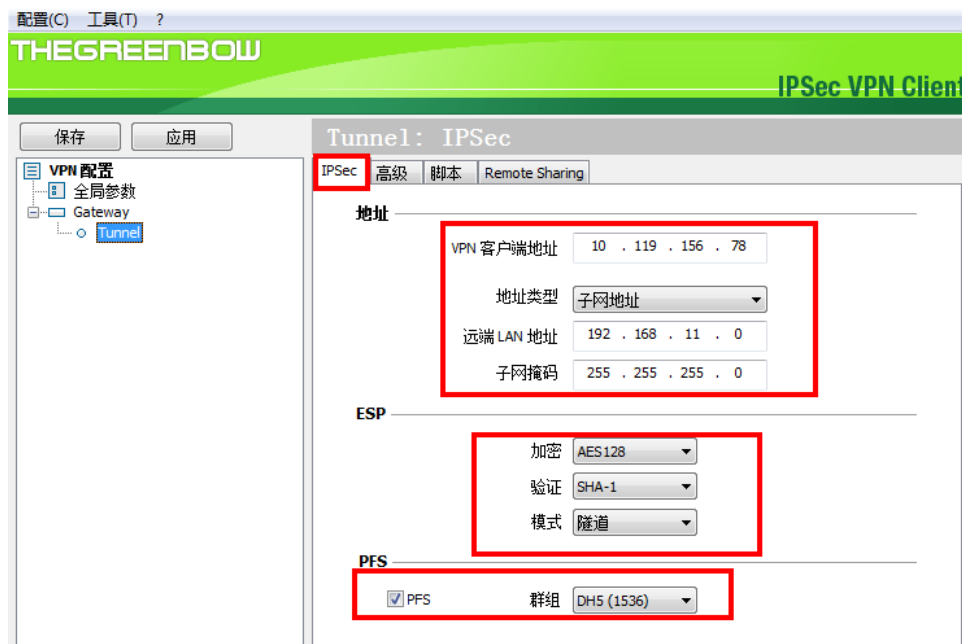 配置(C) 工具(T) ?
THEGREENBOW
IPSec VPN Client
保存 应用
Tunnel: IPSec
VPN 配置
全局参数
Gateway
Tunnel
IPSec 高级 脚本 Remote Sharing
地址
VPN 客户端地址 10 . 119 . 156 . 78
地址类型 子网地址
远端 LAN 地址 192 . 168 . 11 . 0
子网掩码 255 . 255 . 255 . 0
ESP
加密 AES128
验证 SHA-1
模式 隧道
PFS
PFS 群组 DH5 (1536)